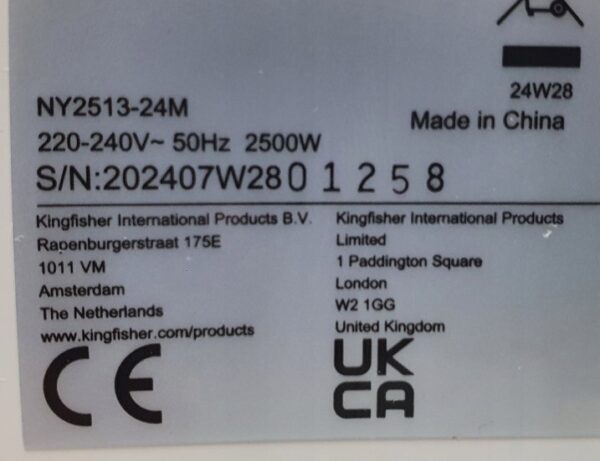 24W28
NY2513-24M
Made in China
220-240V~ 50Hz 2500W
S/N:202407W28 0 1 2 5 8
Kingfisher International Products B.V.
Rapenburgerstraat 175E
1011 VM
Amsterdam
The Netherlands
www.kingfisher.com/products
Kingfisher International Products
Limited
1 Paddington Square
London
W2 1GG
United Kingdom
CE
UK
CA